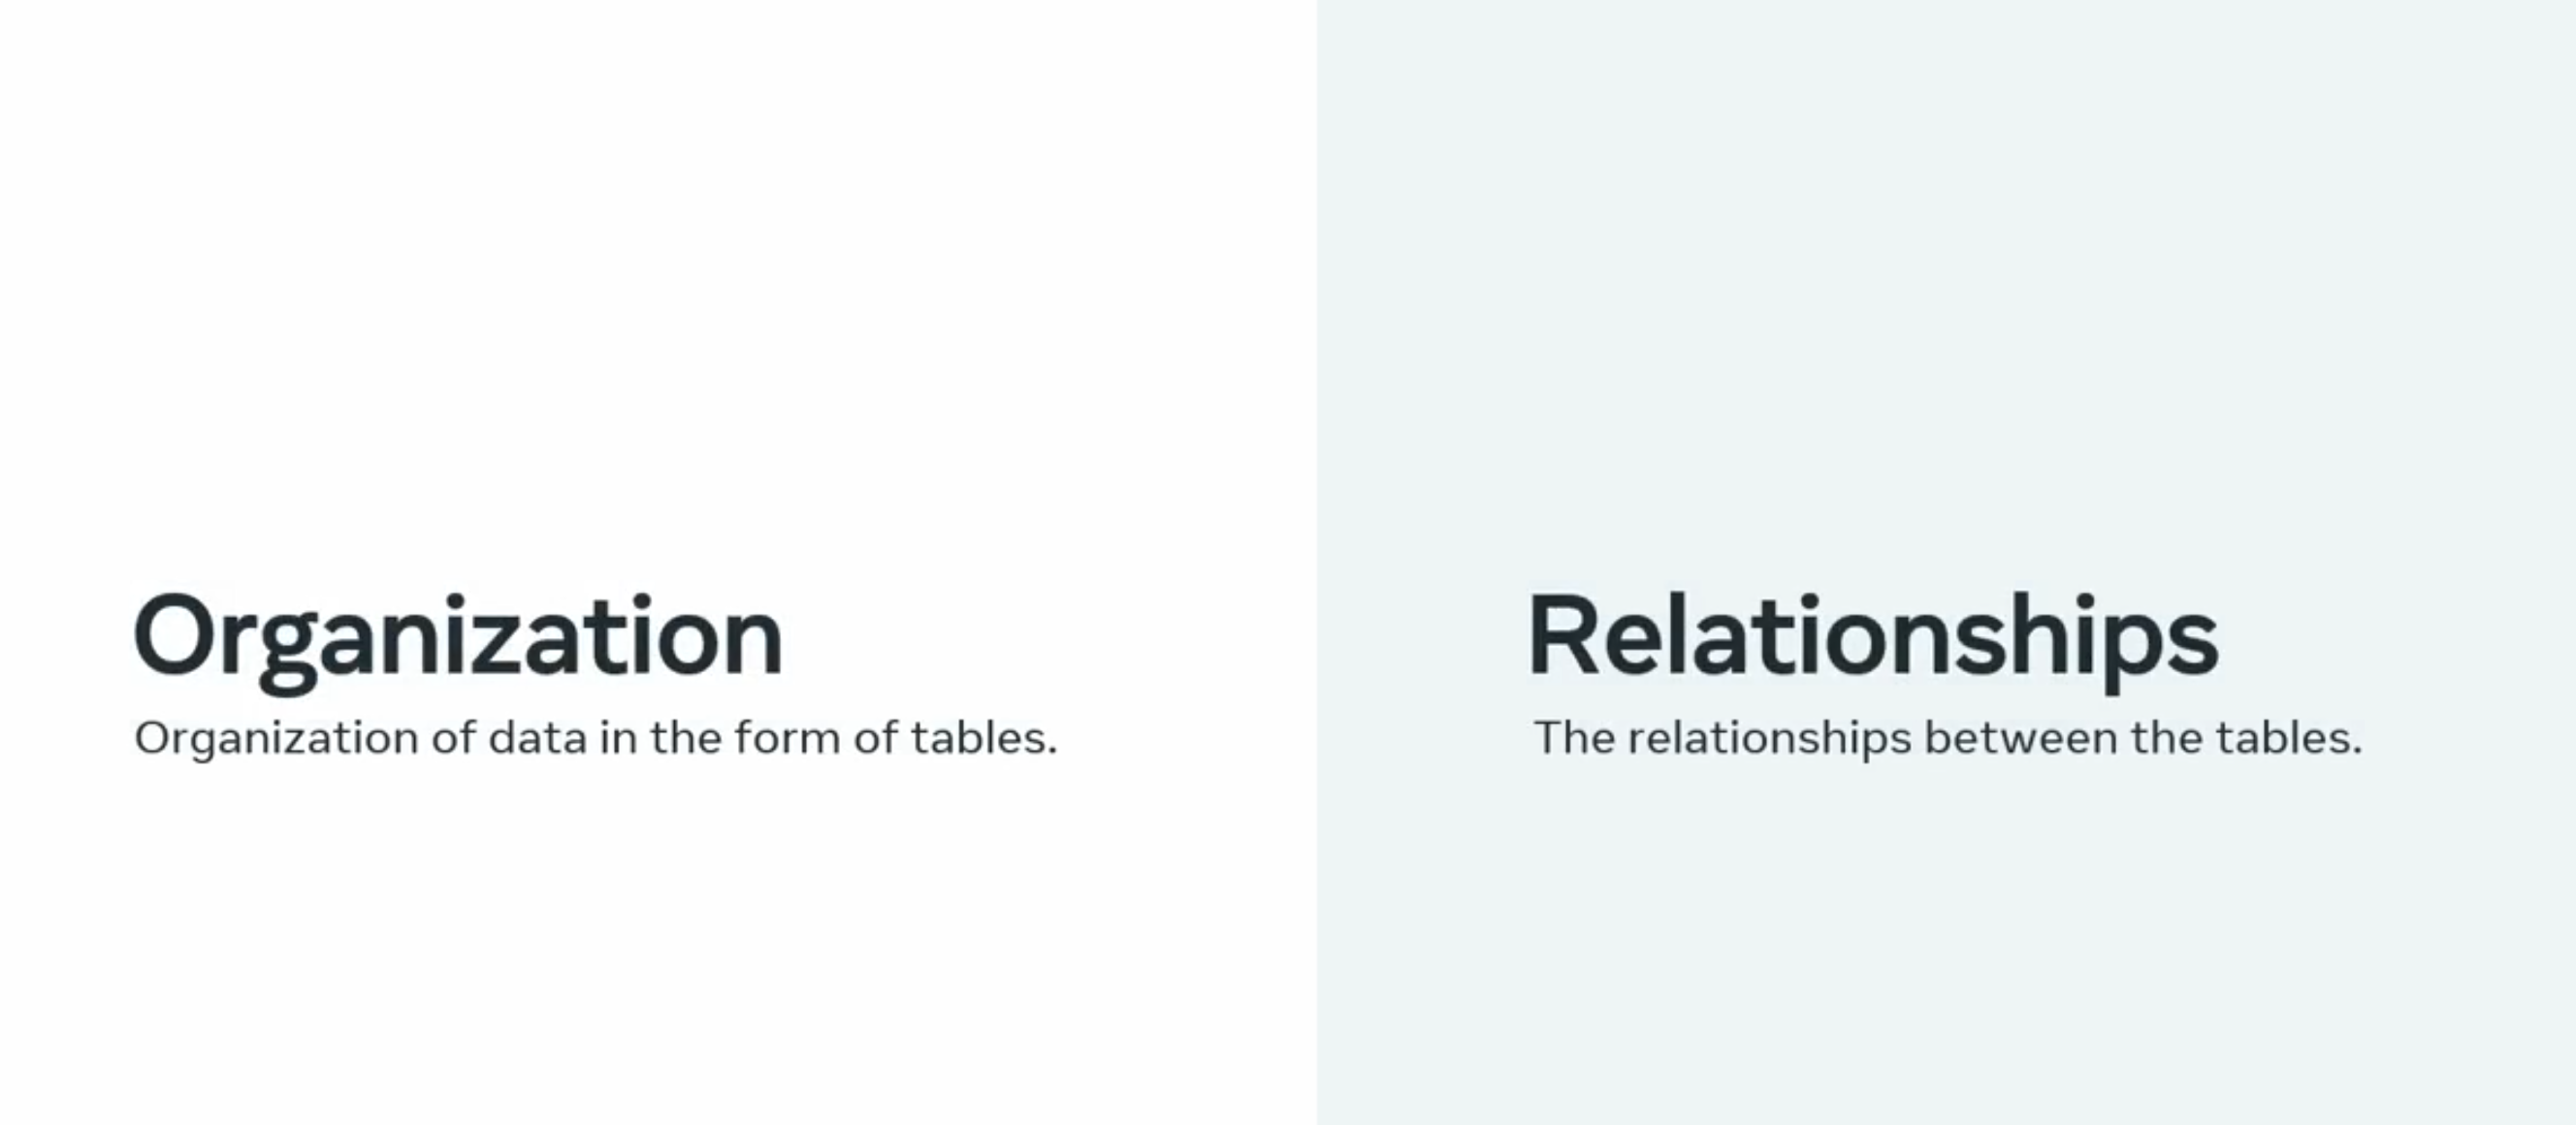 Organization
Organization of data in the form of tables.
Relationships
The relationships between the tables.